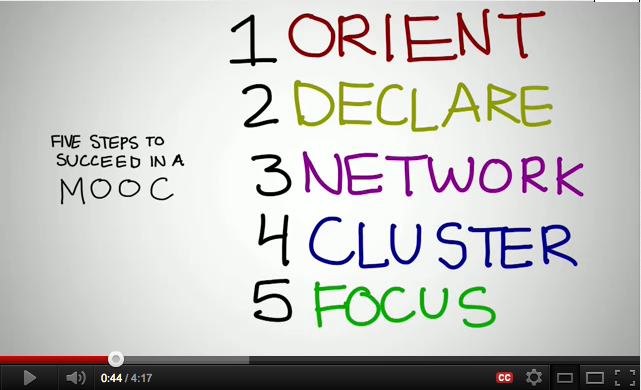 FIVE STEPS TO
SUCCEED IN A
MOOC
1 ORIENT
2 DECLARE
3 NETWORK
4 CLUSTER
5 FOCUS
0:44 / 4:17
CC